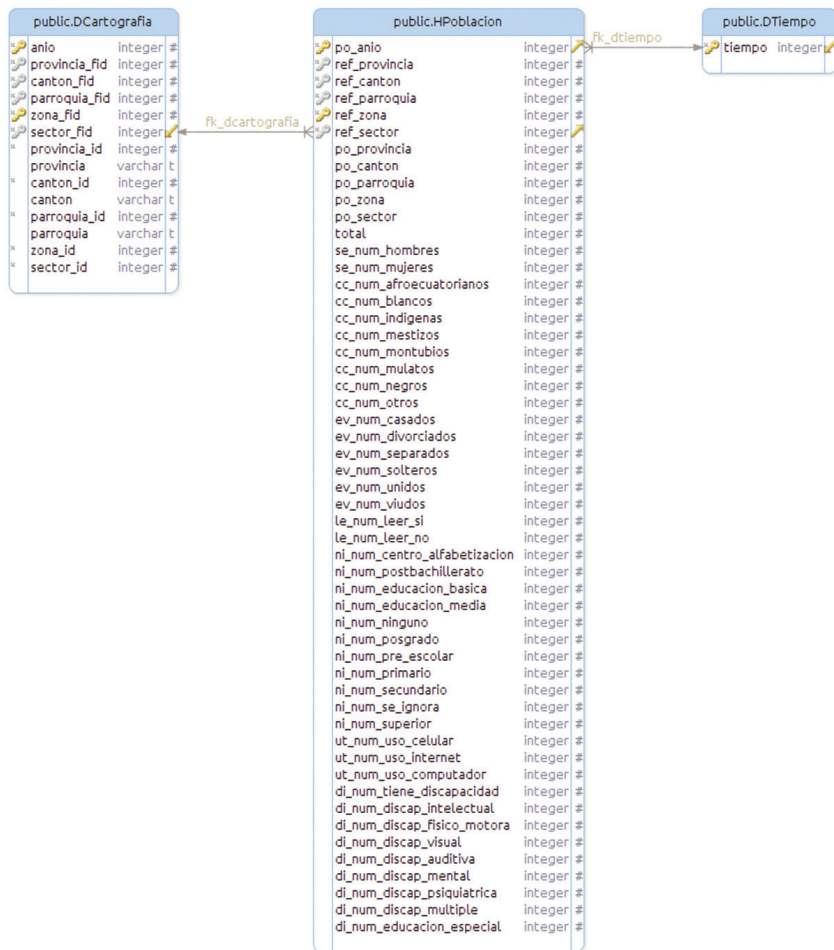 public.DCartografia
anio integer #
provincia_fid integer #
canton_fid integer #
parroquia_fid integer #
zona_fid integer #
sector_fid integer
provincia_id integer #
provincia varchar t
canton_id integer #
canton varchar t
parroquia_id integer #
parroquia varchar t
zona_id integer #
sector_id integer #
fk_dcartografia
public.HPoblacion
po_anio integer
ref_provincia integer #
ref_canton integer #
ref_parroquia integer #
ref_zona integer #
ref_sector integer
po_provincia integer #
po_canton integer #
po_parroquia integer #
po_zona integer #
po_sector integer #
total integer #
se_num_hombres integer #
se_num_mujeres integer #
cc_num_afroecuatorianos integer #
cc_num_blancos integer #
cc_num_indigenas integer #
cc_num_mestizos integer #
cc_num_montubios integer #
cc_num_mulatos integer #
cc_num_negros integer #
cc_num_otros integer #
ev_num_casados integer #
ev_num_divorciados integer #
ev_num_separados integer #
ev_num_solteros integer #
ev_num_unidos integer #
ev_num_viudos integer #
le_num_leer_si integer #
le_num_leer_no integer #
ni_num_centro_alfabetizacion integer #
ni_num_postbachillerato integer #
ni_num_educacion_basica integer #
ni_num_educacion_media integer #
ni_num_ninguno integer #
ni_num_posgrado integer #
ni_num_pre_escolar integer #
ni_num_primario integer #
ni_num_secundario integer #
ni_num_se_ignora integer #
ni_num_superior integer #
ut_num_uso_celular integer #
ut_num_uso_internet integer #
ut_num_uso_computador integer #
di_num_tiene_discapacidad integer #
di_num_discap_intelectual integer #
di_num_discap_fisico_motora integer #
di_num_discap_visual integer #
di_num_discap_auditiva integer #
di_num_discap_mental integer #
di_num_discap_psiquiatrica integer #
di_num_discap_multiple integer #
di_num_educacion_especial integer #
fk_dtiempo
public.DTiempo
tiempo integer